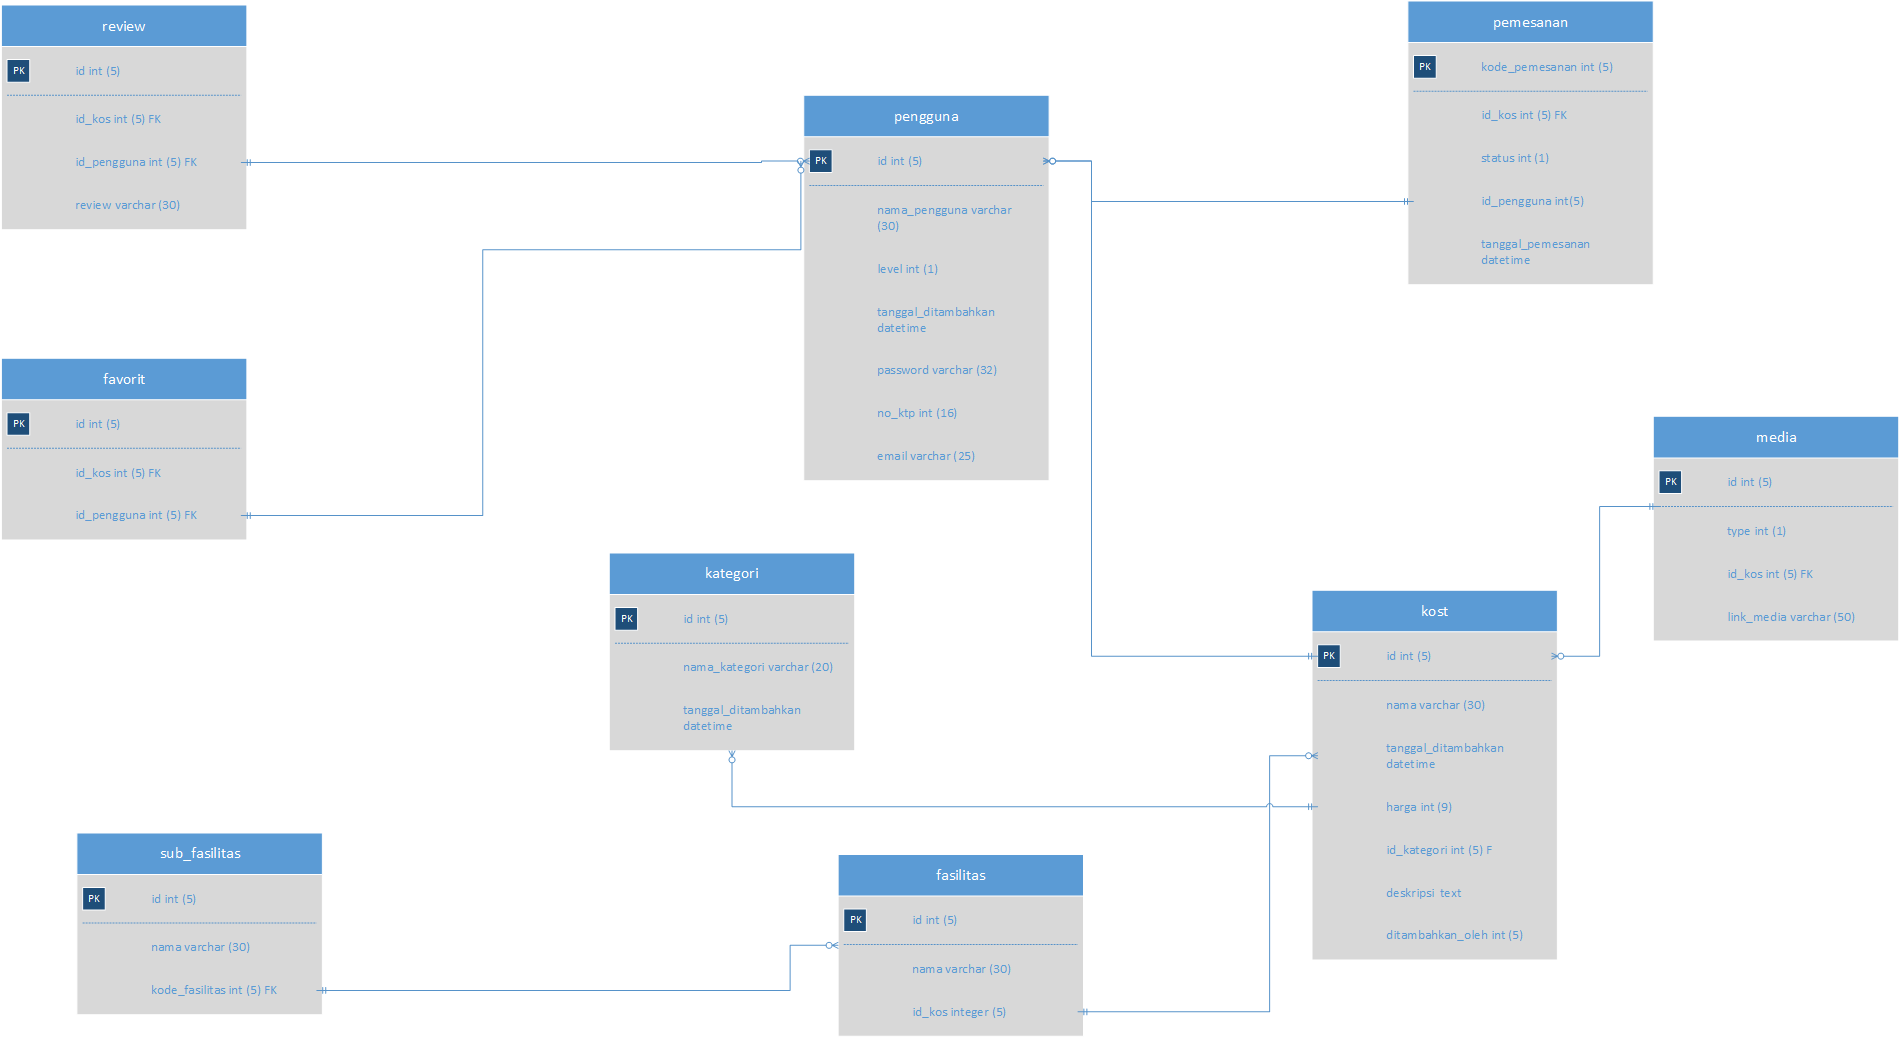 review
PK
id int (5)
id_kos int (5) FK
id_pengguna int (5) FK
review varchar (30)
pemesanan
PK
kode_pemesanan int (5)
id_kos int (5) FK
status int (1)
id_pengguna int(5)
tanggal_pemesanan
datetime
pengguna
PK
id int (5)
nama_pengguna varchar
(30)
level int (1)
tanggal_ditambahkan
datetime
password varchar (32)
no_ktp int (16)
email varchar (25)
favorit
PK
id int (5)
id_kos int (5) FK
id_pengguna int (5) FK
media
PK
id int (5)
type int (1)
id_kos int (5) FK
link_media varchar (50)
kategori
PK
id int (5)
nama_kategori varchar (20)
tanggal_ditambahkan
datetime
kost
PK
id int (5)
nama varchar (30)
tanggal_ditambahkan
datetime
harga int (9)
id_kategori int (5) F
deskripsi text
ditambahkan_oleh int (5)
sub_fasilitas
PK
id int (5)
nama varchar (30)
kode_fasilitas int (5) FK
fasilitas
PK
id int (5)
nama varchar (30)
id_kos integer (5)